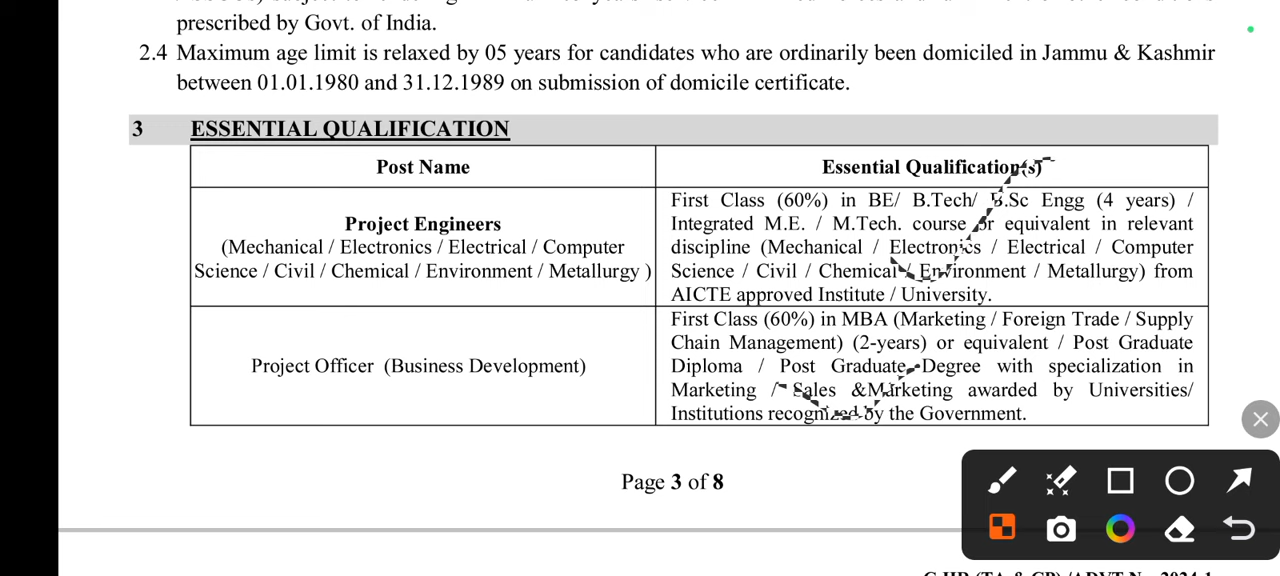 prescribed by Govt. of India.
2.4 Maximum age limit is relaxed by 05 years for candidates who are ordinarily been domiciled in Jammu & Kashmir
between 01.01.1980 and 31.12.1989 on submission of domicile certificate.
3 ESSENTIAL QUALIFICATION
Post Name
Essential Qualification(s)
Project Engineers
(Mechanical / Electronics / Electrical / Computer
Science / Civil / Chemical / Environment / Metallurgy )
First Class (60%) in BE/ B.Tech/ B.Sc Engg (4 years) /
Integrated M.E. / M.Tech. course or equivalent in relevant
discipline (Mechanical / Electronics / Electrical / Computer
Science / Civil / Chemical / Environment / Metallurgy) from
AICTE approved Institute / University.
Project Officer (Business Development)
First Class (60%) in MBA (Marketing / Foreign Trade / Supply
Chain Management) (2-years) or equivalent / Post Graduate
Diploma / Post Graduate Degree with specialization in
Marketing / Sales &Marketing awarded by Universities/
Institutions recognized by the Government.
Page 3 of 8